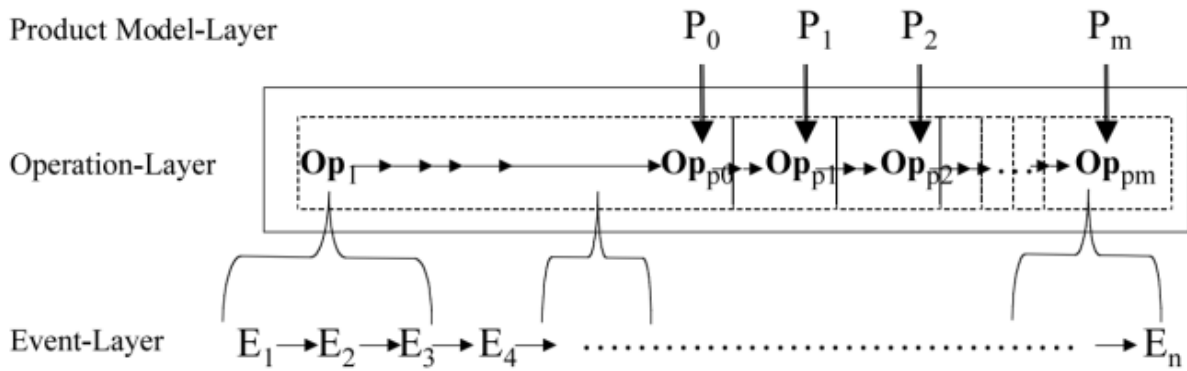 Product Model-Layer P0 P1 P2 Pm
Operation-Layer Op1 Opp0 Opp1 Opp2 ... Oppm
Event-Layer E1 E2 E3 E4 ........................................ En